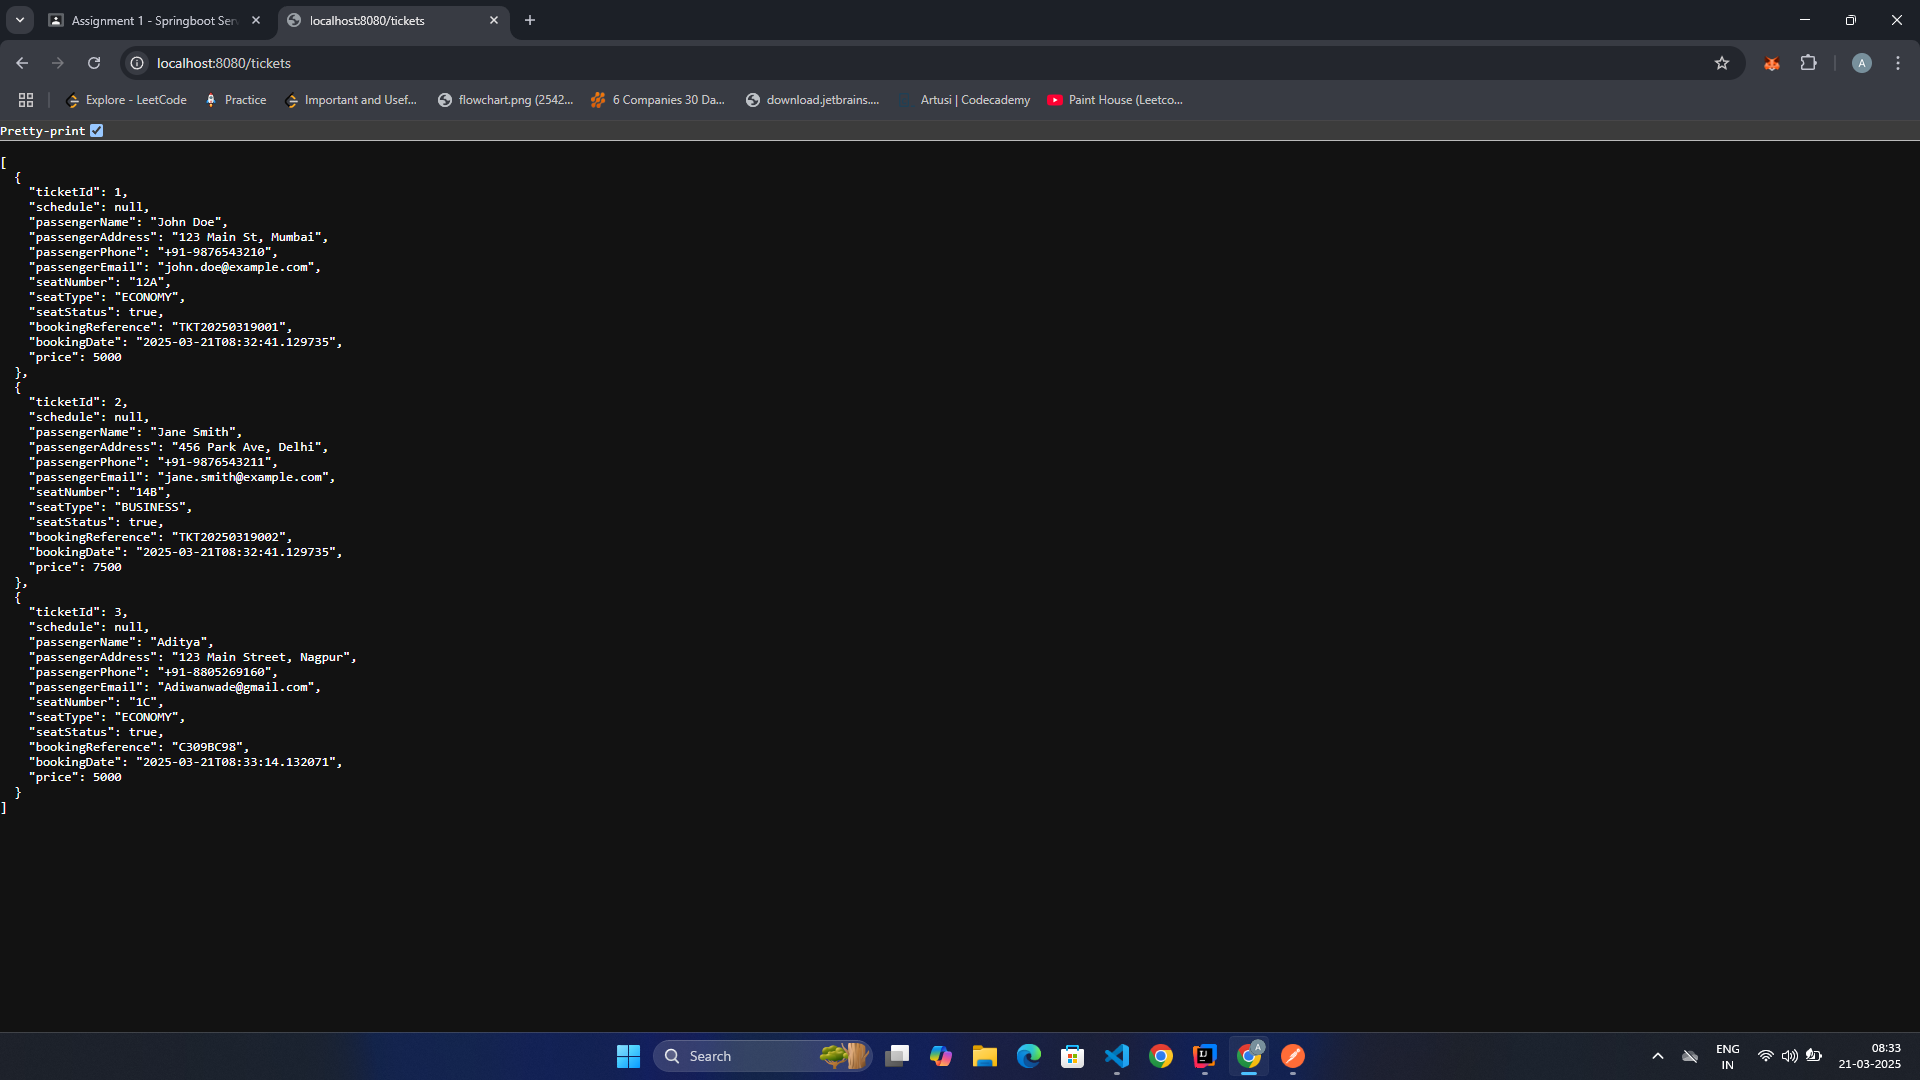 Assignment 1 - Springboot Ser
localhost:8080/tickets
localhost:8080/tickets
A
Explore - LeetCode
Practice
Important and Usef...
flowchart.png (2542...
6 Companies 30 Da...
download.jetbrains....
Artusi | Codecademy
Paint House (Leetco...
Pretty-print
[
  {
    "ticketId": 1,
    "schedule": null,
    "passengerName": "John Doe",
    "passengerAddress": "123 Main St, Mumbai",
    "passengerPhone": "+91-9876543210",
    "passengerEmail": "john.doe@example.com",
    "seatNumber": "12A",
    "seatType": "ECONOMY",
    "seatStatus": true,
    "bookingReference": "TKT20250319001",
    "bookingDate": "2025-03-21T08:32:41.129735",
    "price": 5000
  },
  {
    "ticketId": 2,
    "schedule": null,
    "passengerName": "Jane Smith",
    "passengerAddress": "456 Park Ave, Delhi",
    "passengerPhone": "+91-9876543211",
    "passengerEmail": "jane.smith@example.com",
    "seatNumber": "14B",
    "seatType": "BUSINESS",
    "seatStatus": true,
    "bookingReference": "TKT20250319002",
    "bookingDate": "2025-03-21T08:32:41.129735",
    "price": 7500
  },
  {
    "ticketId": 3,
    "schedule": null,
    "passengerName": "Aditya",
    "passengerAddress": "123 Main Street, Nagpur",
    "passengerPhone": "+91-8805269160",
    "passengerEmail": "Adiwanwade@gmail.com",
    "seatNumber": "1C",
    "seatType": "ECONOMY",
    "seatStatus": true,
    "bookingReference": "C309BC98",
    "bookingDate": "2025-03-21T08:33:14.132071",
    "price": 5000
  }
]
Search
IJ
A
ENG
IN
08:33
21-03-2025